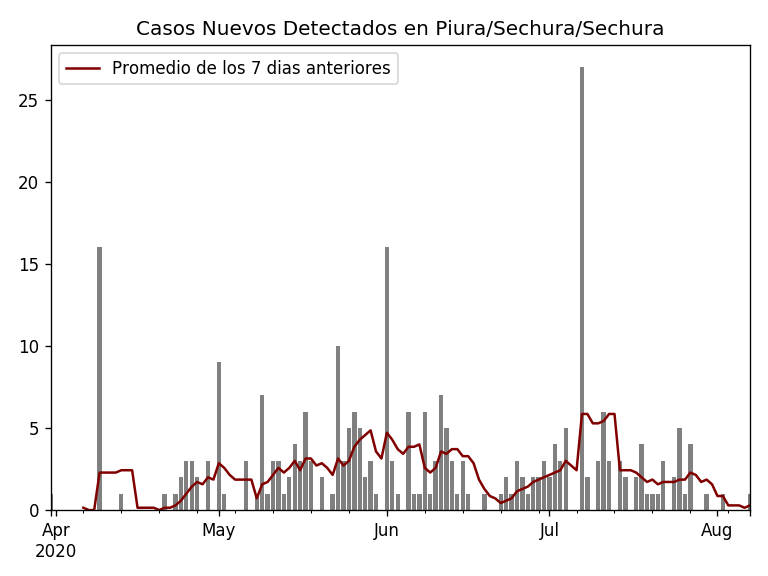 Casos Nuevos Detectados en Piura/Sechura/Sechura
Promedio de los 7 dias anteriores
25
20
15
10
5
0
Apr May Jun Jul Aug
2020